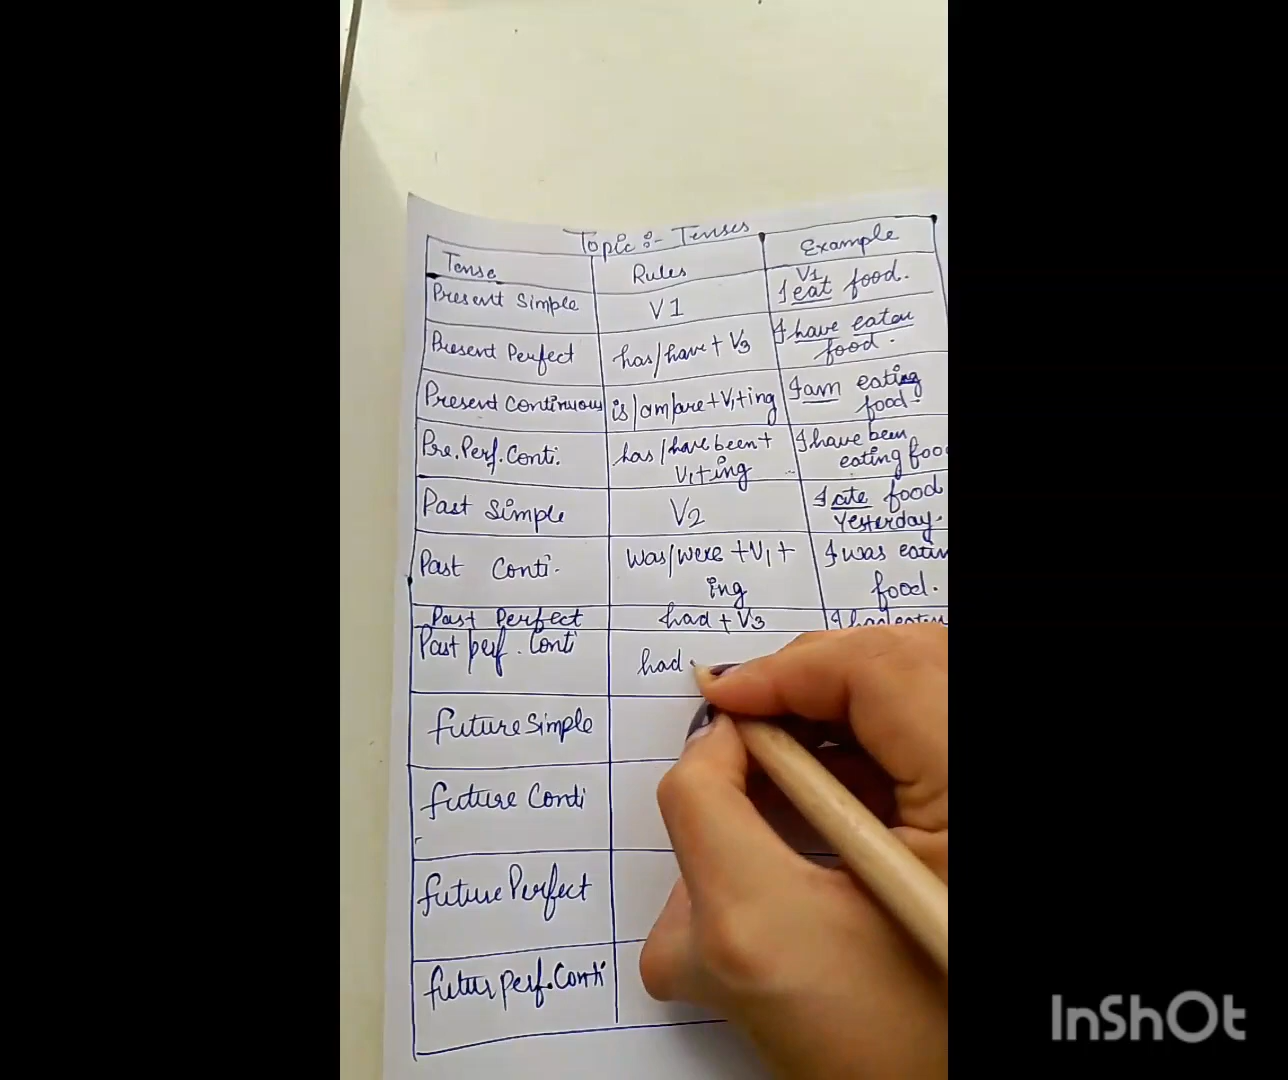 Topic :- Tenses
Tense Rules Example
Present Simple V1 V1
I eat food.
Present Perfect has/have + V3 I have eaten
food.
Present Continuous is/am/are + V1+ing I am eating
food.
Pre. Perf. Conti. has/have been + I have been
V1+ing eating foo
Past Simple V2 I ate food
Yesterday.
Past Conti. was/were + V1 + I was eatin
ing food.
Past Perfect had + V3 I had
Past perf. Conti had
future Simple
future Conti
future Perfect
futur perf. Conti
InShOt